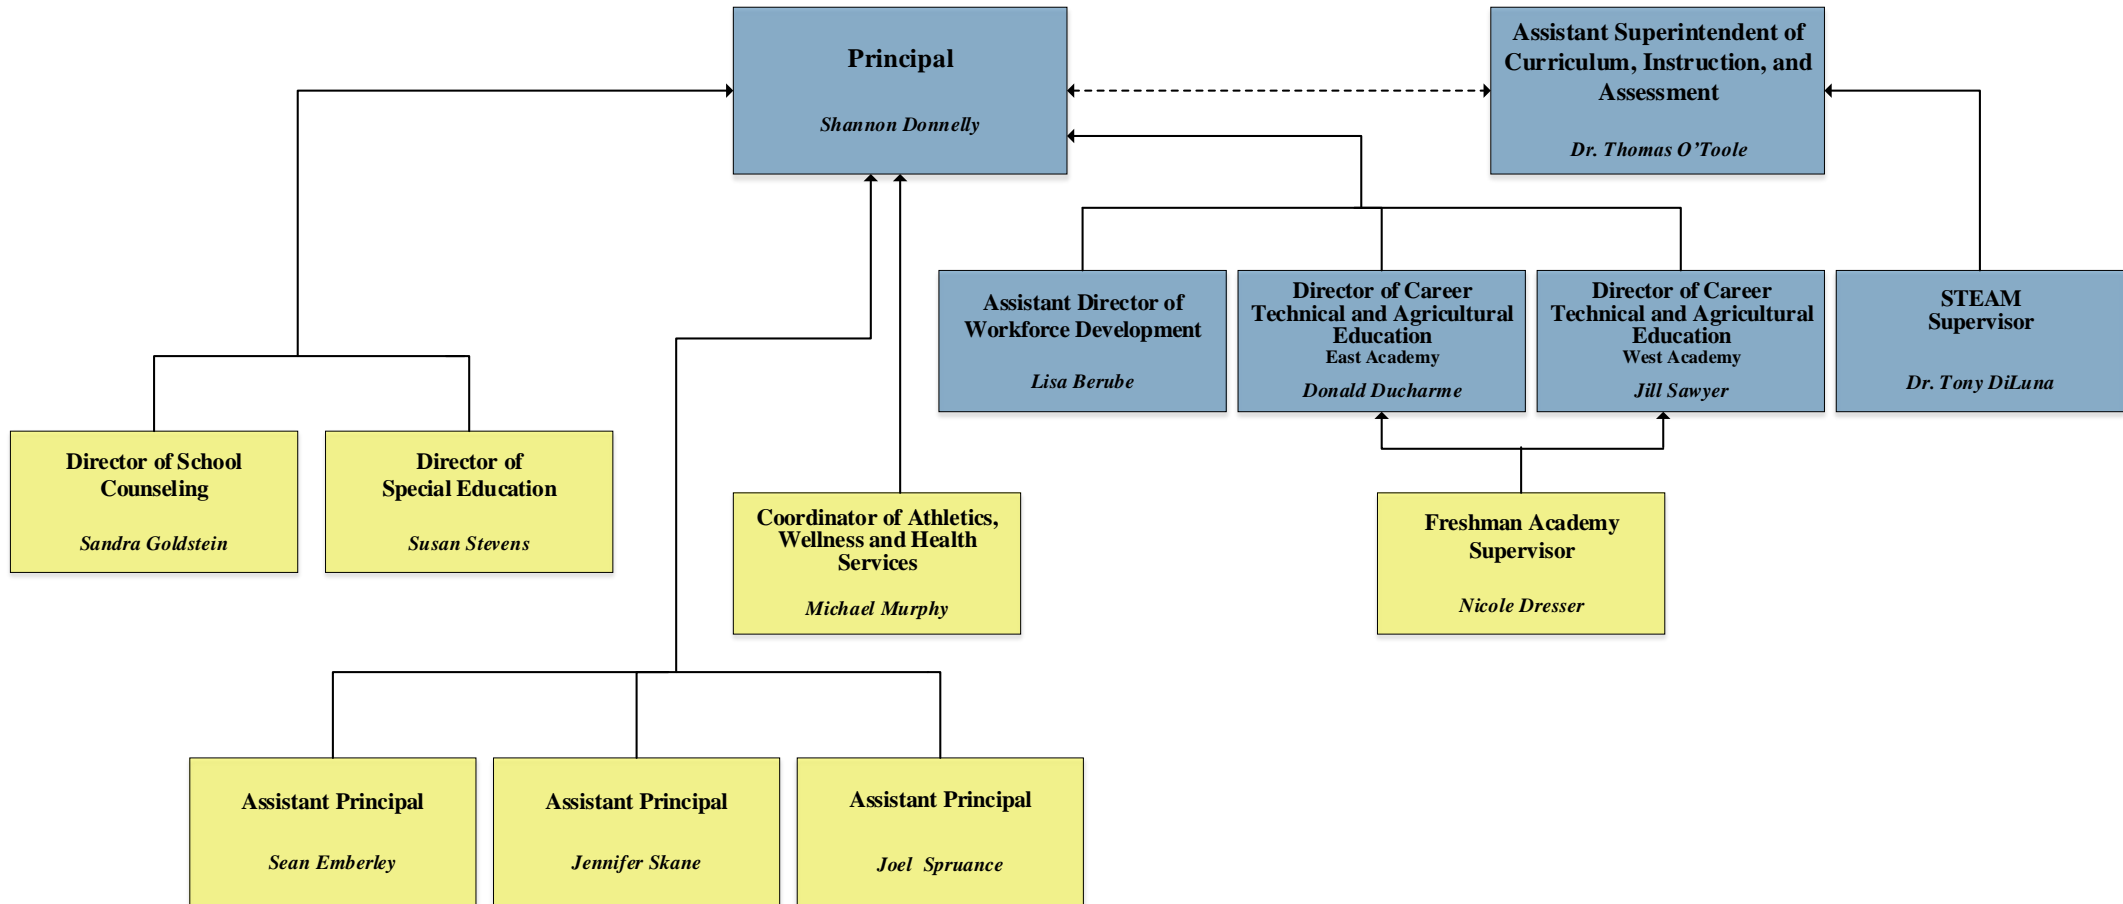 Principal
Shannon Donnelly
Assistant Superintendent of
Curriculum, Instruction, and
Assessment
Dr. Thomas O’Toole
Assistant Director of
Workforce Development
Lisa Berube
Director of Career
Technical and Agricultural
Education
East Academy
Donald Ducharme
Director of Career
Technical and Agricultural
Education
West Academy
Jill Sawyer
STEAM
Supervisor
Dr. Tony DiLuna
Director of School
Counseling
Sandra Goldstein
Director of
Special Education
Susan Stevens
Coordinator of Athletics,
Wellness and Health
Services
Michael Murphy
Freshman Academy
Supervisor
Nicole Dresser
Assistant Principal
Sean Emberley
Assistant Principal
Jennifer Skane
Assistant Principal
Joel Spruance